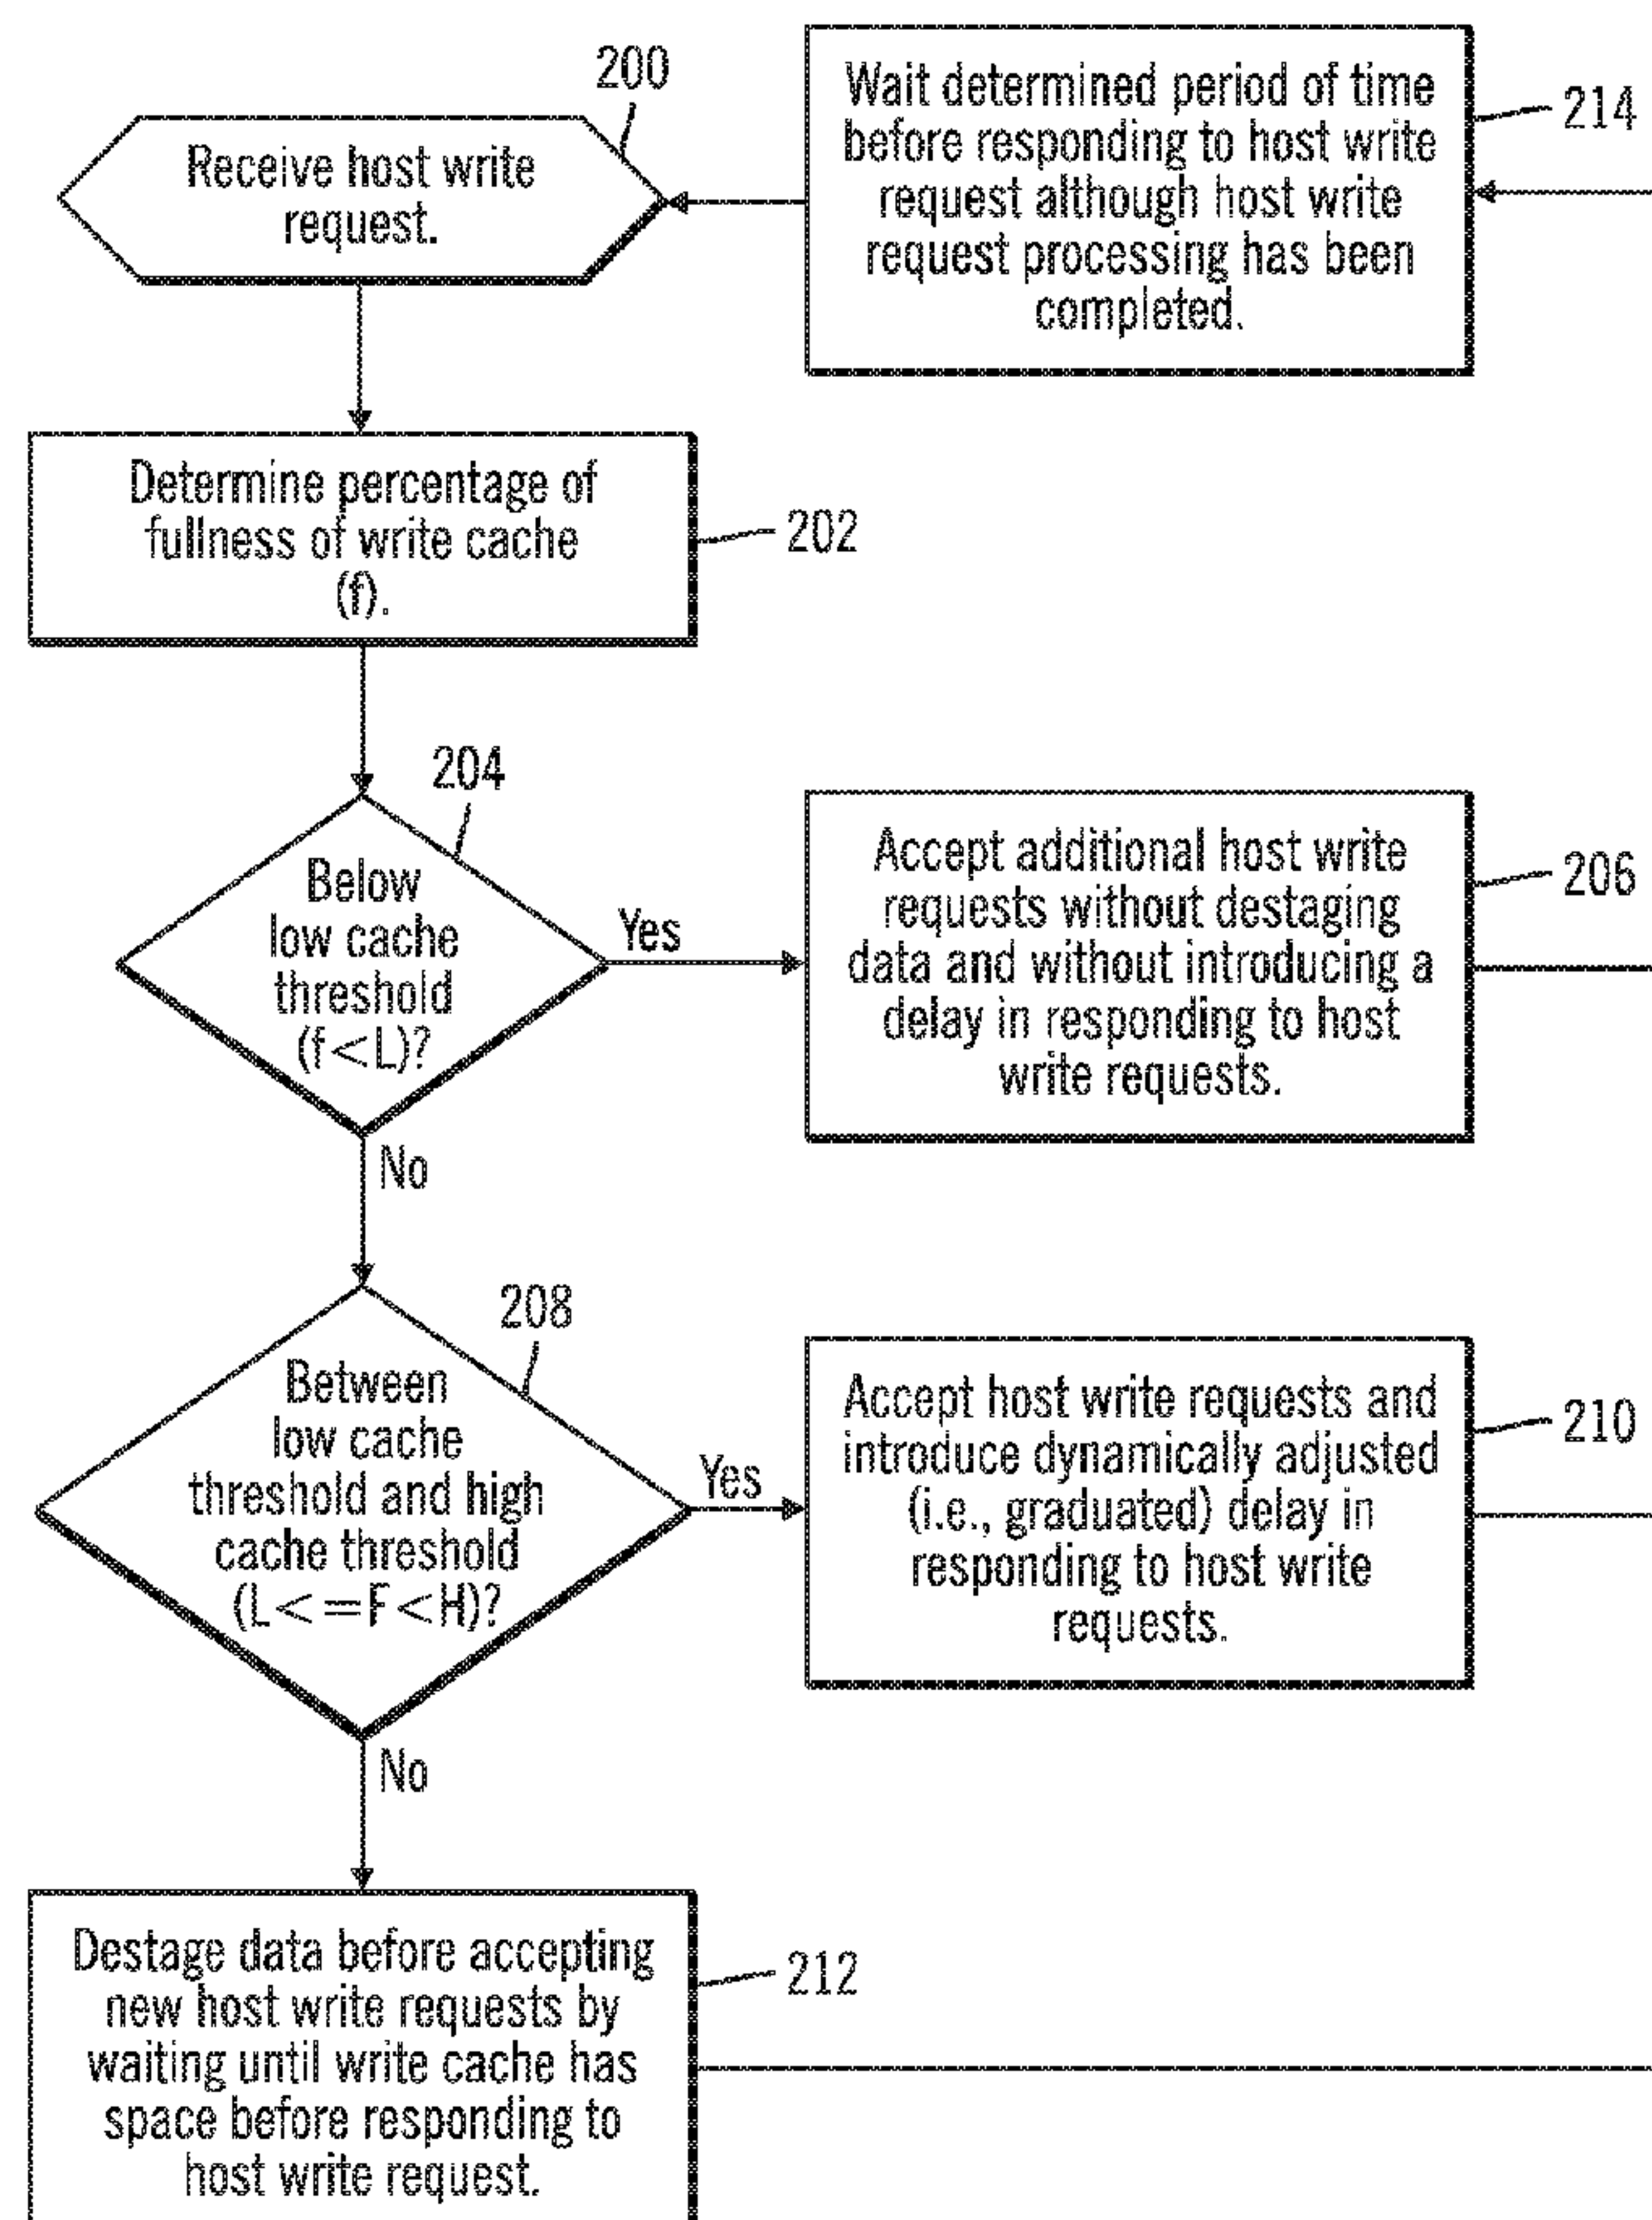 200
Receive host write
request.
Wait determined period of time
before responding to host write
request although host write
request processing has been
completed.
214
Determine percentage of
fullness of write cache
(f).
202
204
Below
low cache
threshold
(f<L)?
Yes
No
Accept additional host write
requests without destaging
data and without introducing a
delay in responding to host
write requests.
206
208
Between
low cache
threshold and high
cache threshold
(L<=F<H)?
Yes
No
Accept host write requests and
introduce dynamically adjusted
(i.e., graduated) delay in
responding to host write
requests.
210
Destage data before accepting
new host write requests by
waiting until write cache has
space before responding to
host write request.
212